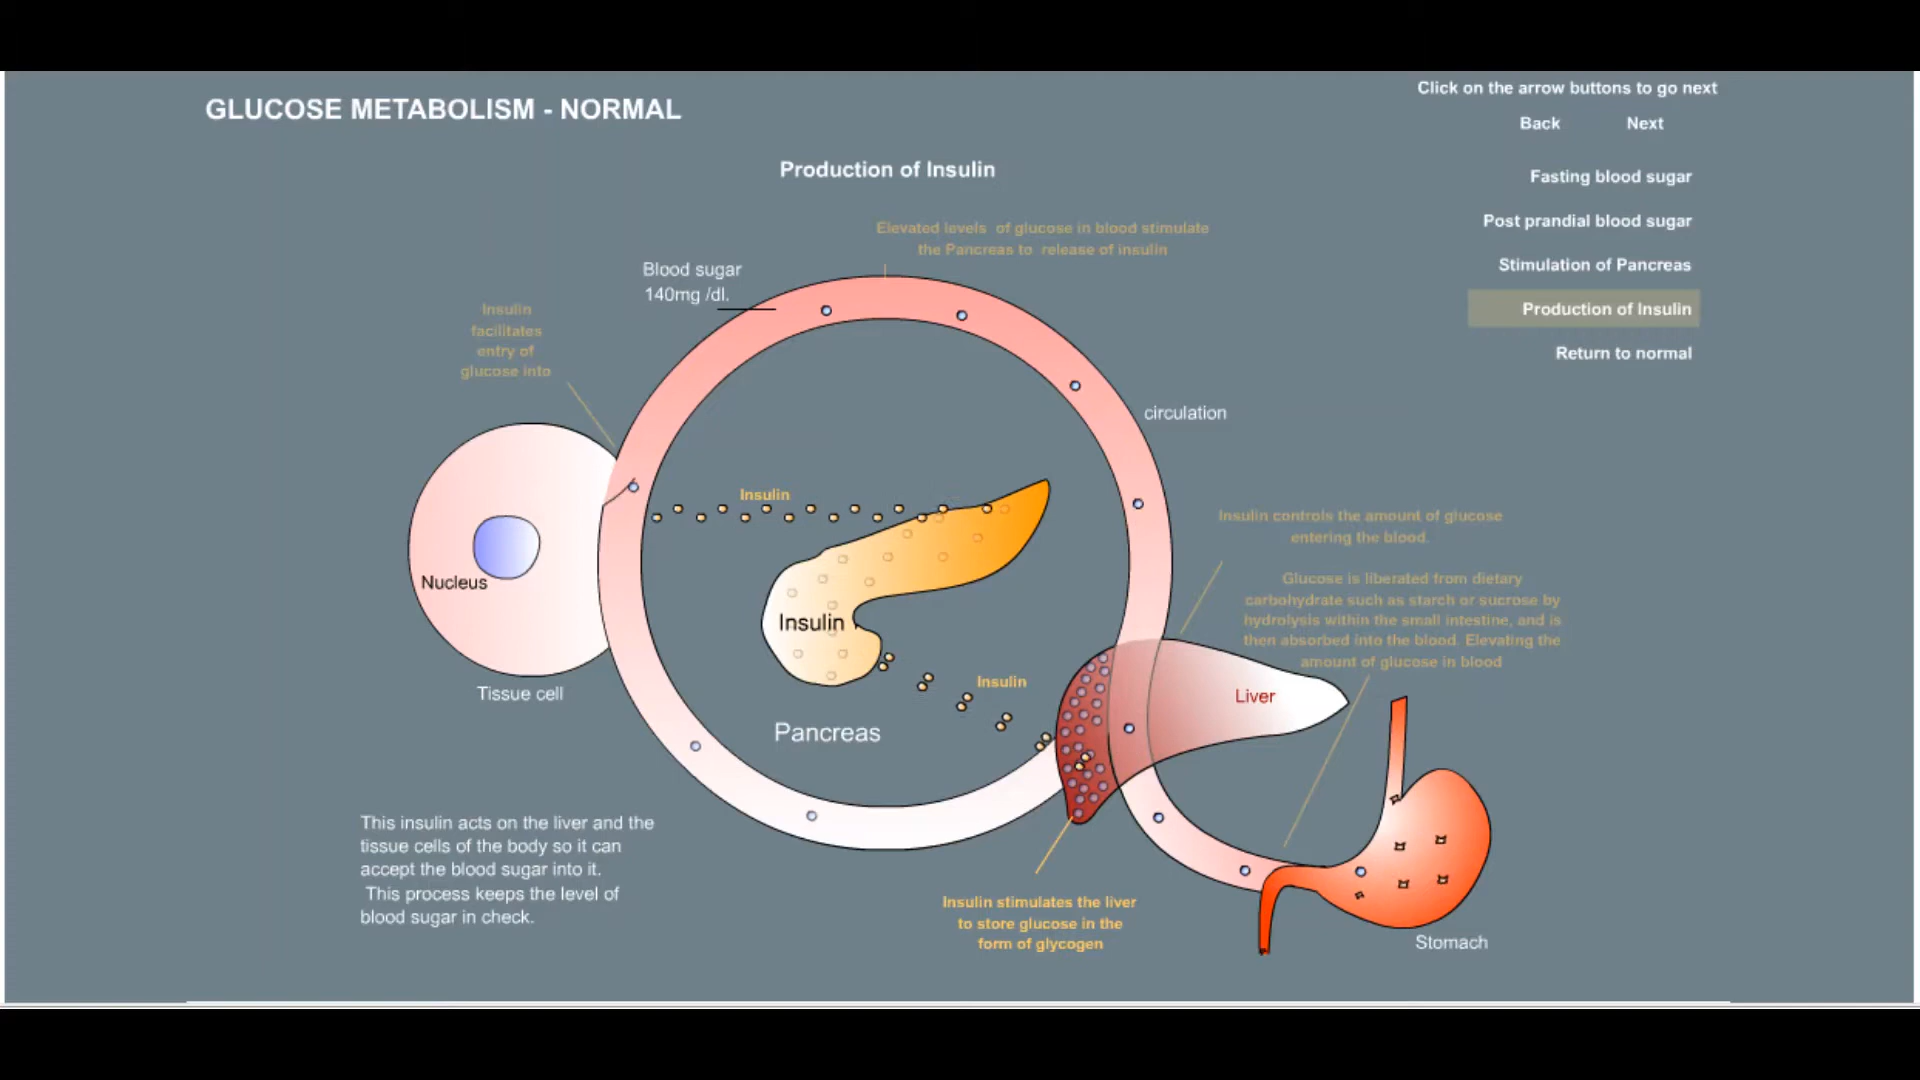 GLUCOSE METABOLISM - NORMAL
Click on the arrow buttons to go next
Back
Next
Production of Insulin
Fasting blood sugar
Post prandial blood sugar
Stimulation of Pancreas
Production of Insulin
Return to normal
Elevated levels of glucose in blood stimulate
the Pancreas to release of insulin
Blood sugar
140mg /dl.
Insulin
facilitates
entry of
glucose into
circulation
Insulin
Insulin controls the amount of glucose
entering the blood.
Nucleus
Glucose is liberated from dietary
carbohydrate such as starch or sucrose by
hydrolysis within the small intestine, and is
then absorbed into the blood. Elevating the
amount of glucose in blood
Insulin
Tissue cell
Insulin
Liver
Pancreas
This insulin acts on the liver and the
tissue cells of the body so it can
accept the blood sugar into it.
This process keeps the level of
blood sugar in check.
Insulin stimulates the liver
to store glucose in the
form of glycogen
Stomach